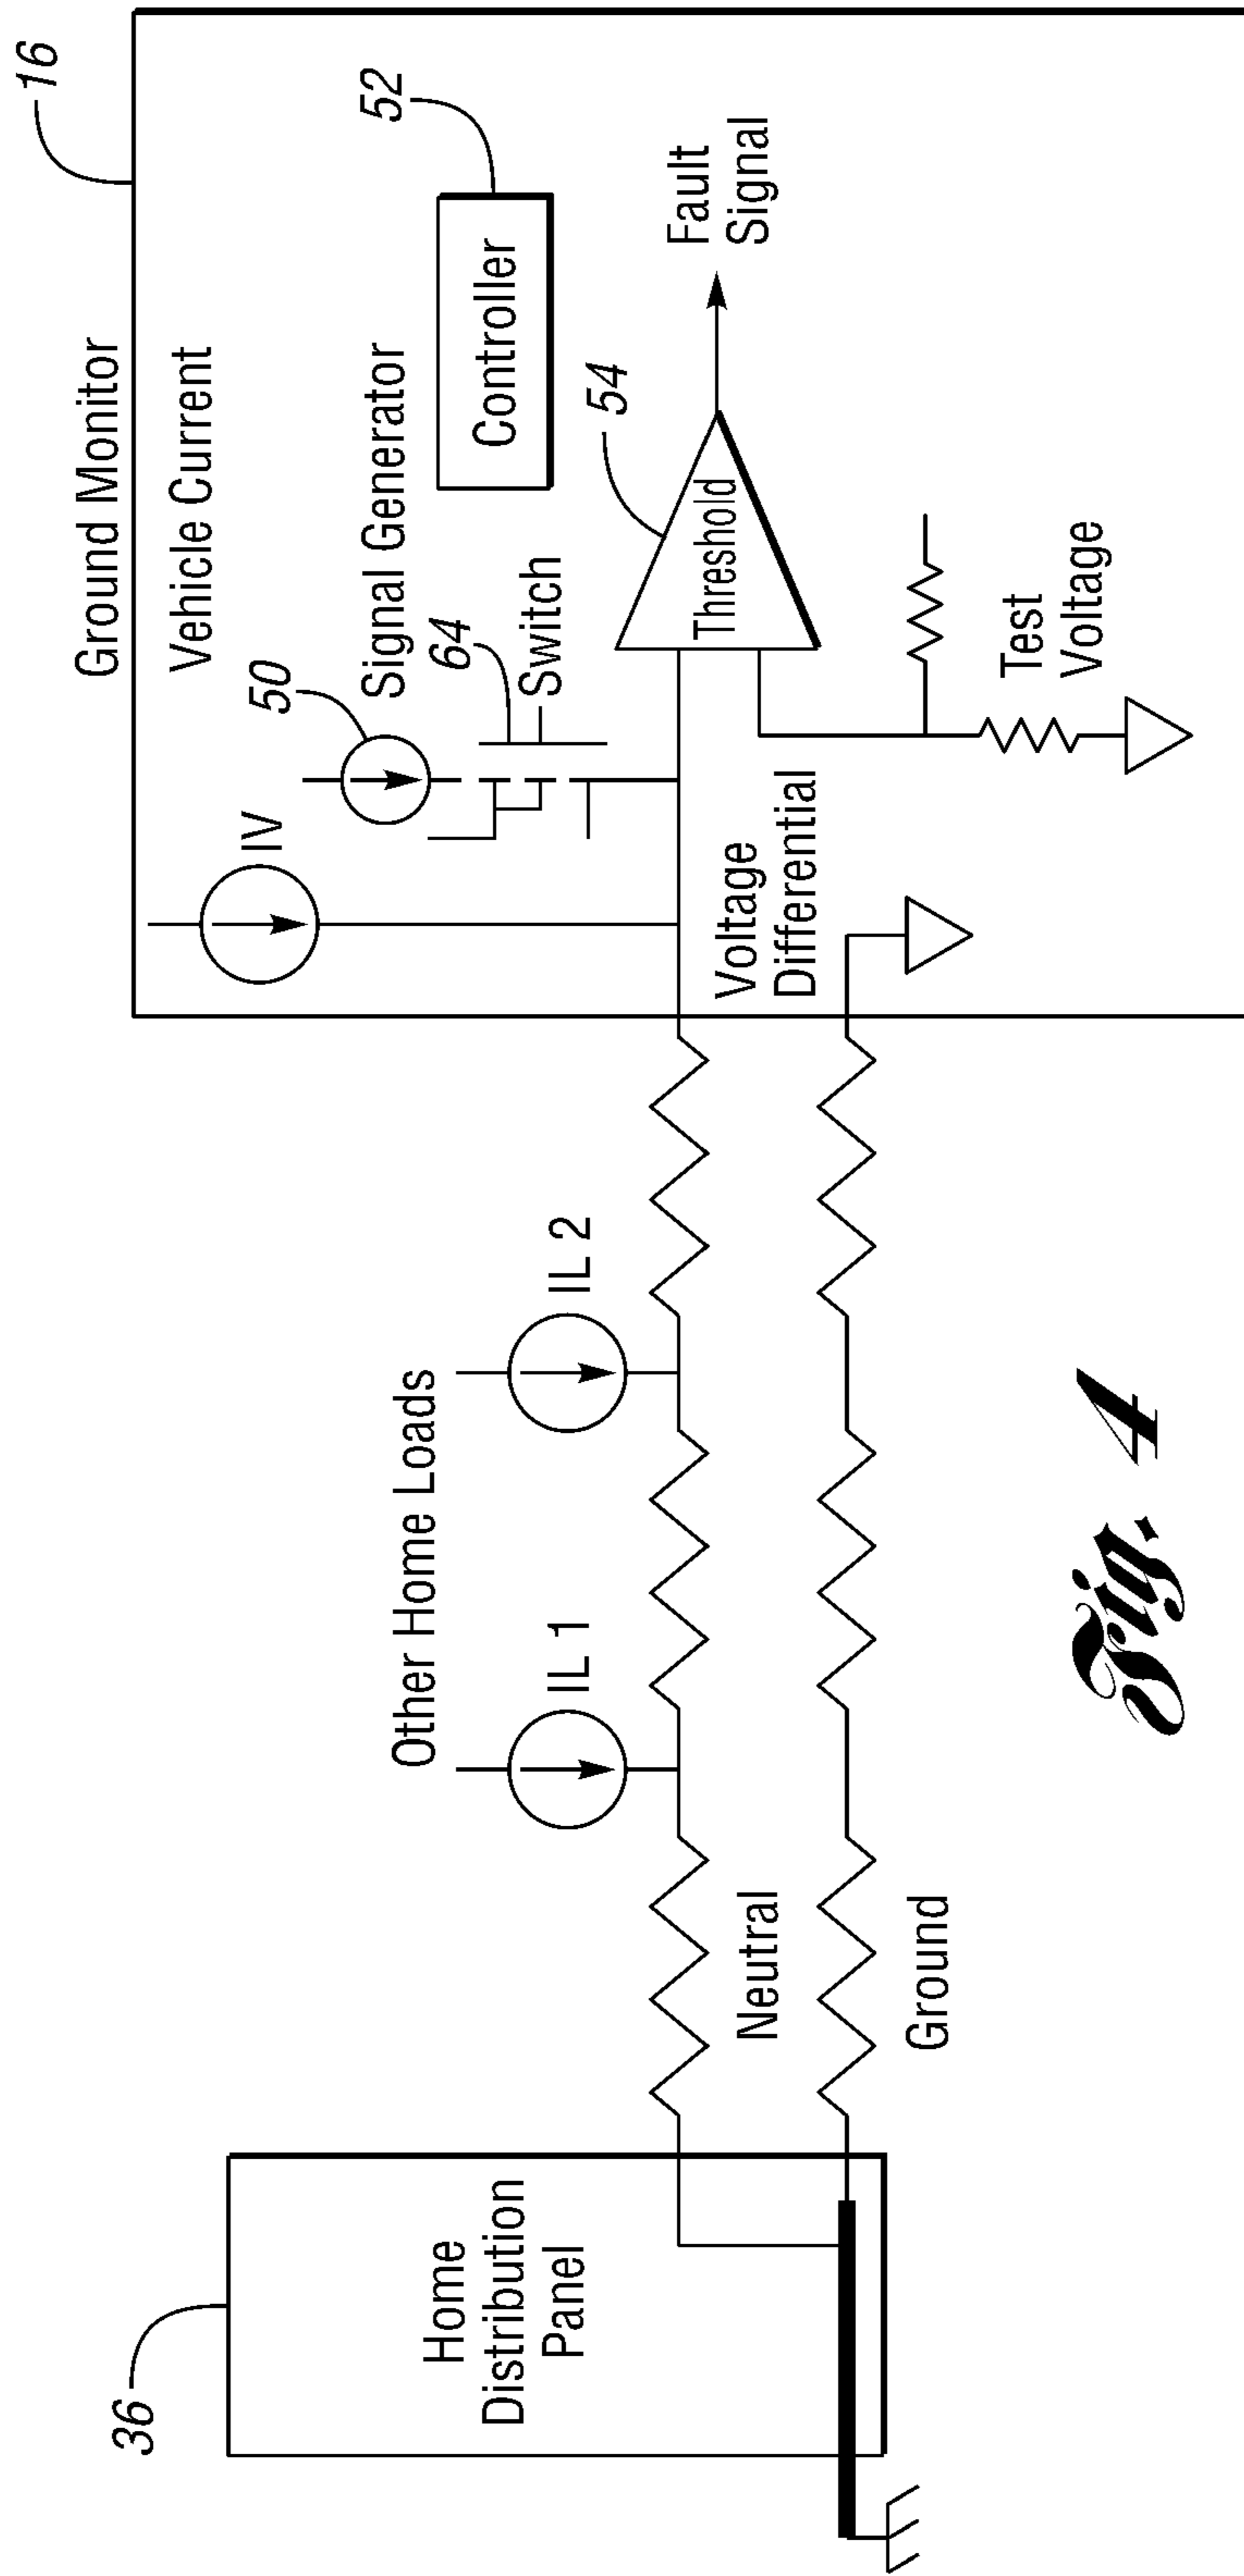 Ground Monitor
16
Vehicle Current
IV
50
Signal Generator
64
Switch
52
Controller
54
Threshold
Fault
Signal
Voltage
Differential
Test
Voltage
36
Home
Distribution
Panel
Other Home Loads
IL 1
IL 2
Neutral
Ground
Fig. 4